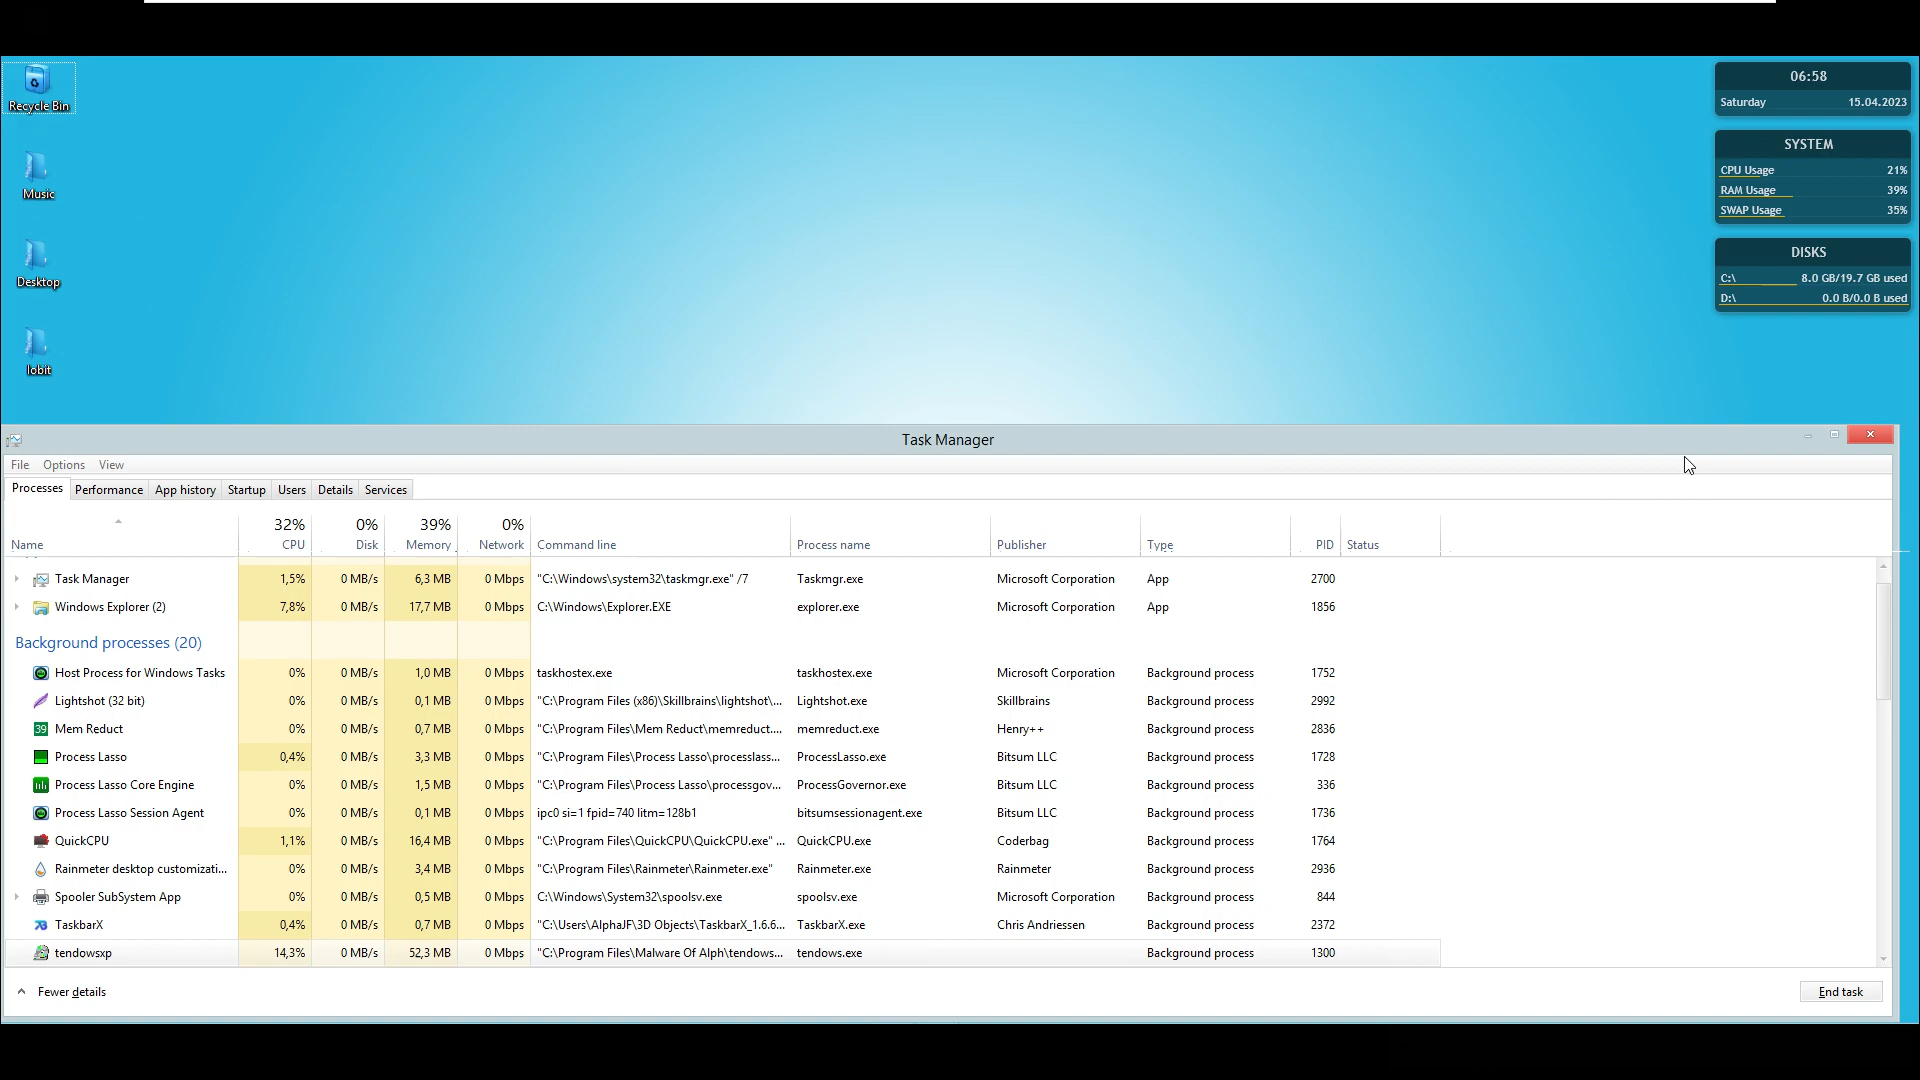 Recycle Bin
Music
Desktop
Iobit
06:58
Saturday 15.04.2023
SYSTEM
CPU Usage 21%
RAM Usage 39%
SWAP Usage 35%
DISKS
C:\ 8.0 GB/19.7 GB used
D:\ 0.0 B/0.0 B used
Task Manager
File Options View
Processes Performance App history Startup Users Details Services
32% 0% 39% 0%
Name CPU Disk Memory Network Command line Process name Publisher Type PID Status
Task Manager 1,5% 0 MB/s 6,3 MB 0 Mbps "C:\Windows\system32\taskmgr.exe" /7 Taskmgr.exe Microsoft Corporation App 2700
Windows Explorer (2) 7,8% 0 MB/s 17,7 MB 0 Mbps C:\Windows\Explorer.EXE explorer.exe Microsoft Corporation App 1856
Background processes (20)
Host Process for Windows Tasks 0% 0 MB/s 1,0 MB 0 Mbps taskhostex.exe taskhostex.exe Microsoft Corporation Background process 1752
Lightshot (32 bit) 0% 0 MB/s 0,1 MB 0 Mbps "C:\Program Files (x86)\Skillbrains\lightshot\... Lightshot.exe Skillbrains Background process 2992
39 Mem Reduct 0% 0 MB/s 0,7 MB 0 Mbps "C:\Program Files\Mem Reduct\memreduct.... memreduct.exe Henry++ Background process 2836
Process Lasso 0,4% 0 MB/s 3,3 MB 0 Mbps "C:\Program Files\Process Lasso\processlass... ProcessLasso.exe Bitsum LLC Background process 1728
Process Lasso Core Engine 0% 0 MB/s 1,5 MB 0 Mbps "C:\Program Files\Process Lasso\processgov... ProcessGovernor.exe Bitsum LLC Background process 336
Process Lasso Session Agent 0% 0 MB/s 0,1 MB 0 Mbps ipc0 si=1 fpid=740 litm=128b1 bitsumsessionagent.exe Bitsum LLC Background process 1736
QuickCPU 1,1% 0 MB/s 16,4 MB 0 Mbps "C:\Program Files\QuickCPU\QuickCPU.exe" ... QuickCPU.exe Coderbag Background process 1764
Rainmeter desktop customizati... 0% 0 MB/s 3,4 MB 0 Mbps "C:\Program Files\Rainmeter\Rainmeter.exe" Rainmeter.exe Rainmeter Background process 2936
Spooler SubSystem App 0% 0 MB/s 0,5 MB 0 Mbps C:\Windows\System32\spoolsv.exe spoolsv.exe Microsoft Corporation Background process 844
TaskbarX 0,4% 0 MB/s 0,7 MB 0 Mbps "C:\Users\AlphaJF\3D Objects\TaskbarX_1.6.6... TaskbarX.exe Chris Andriessen Background process 2372
tendowsxp 14,3% 0 MB/s 52,3 MB 0 Mbps "C:\Program Files\Malware Of Alph\tendows... tendows.exe Background process 1300
Fewer details End task